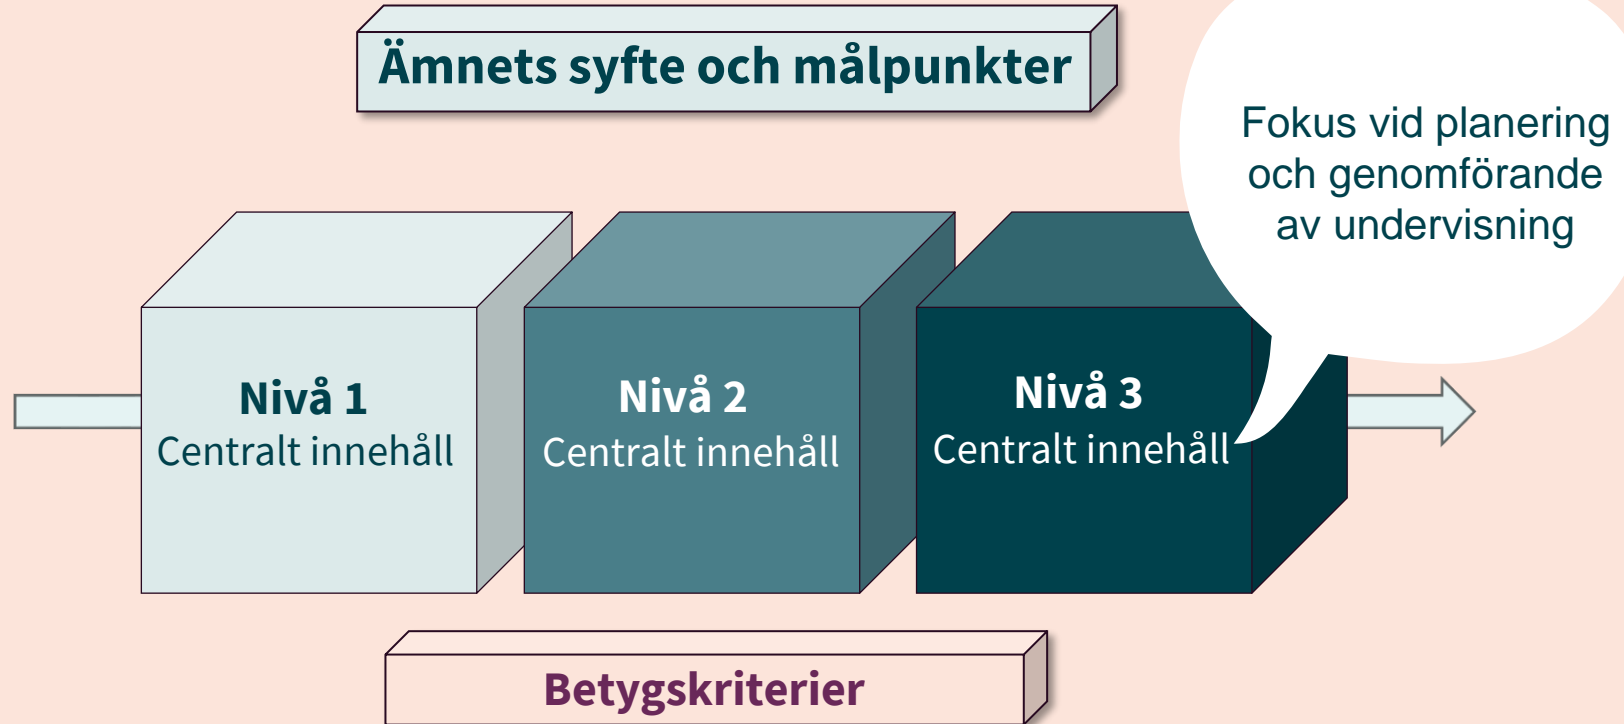 Ämnets syfte och målpunkter
Fokus vid planering
och genomförande
av undervisning
Nivå 1
Centralt innehåll
Nivå 2
Centralt innehåll
Nivå 3
Centralt innehåll
Betygskriterier